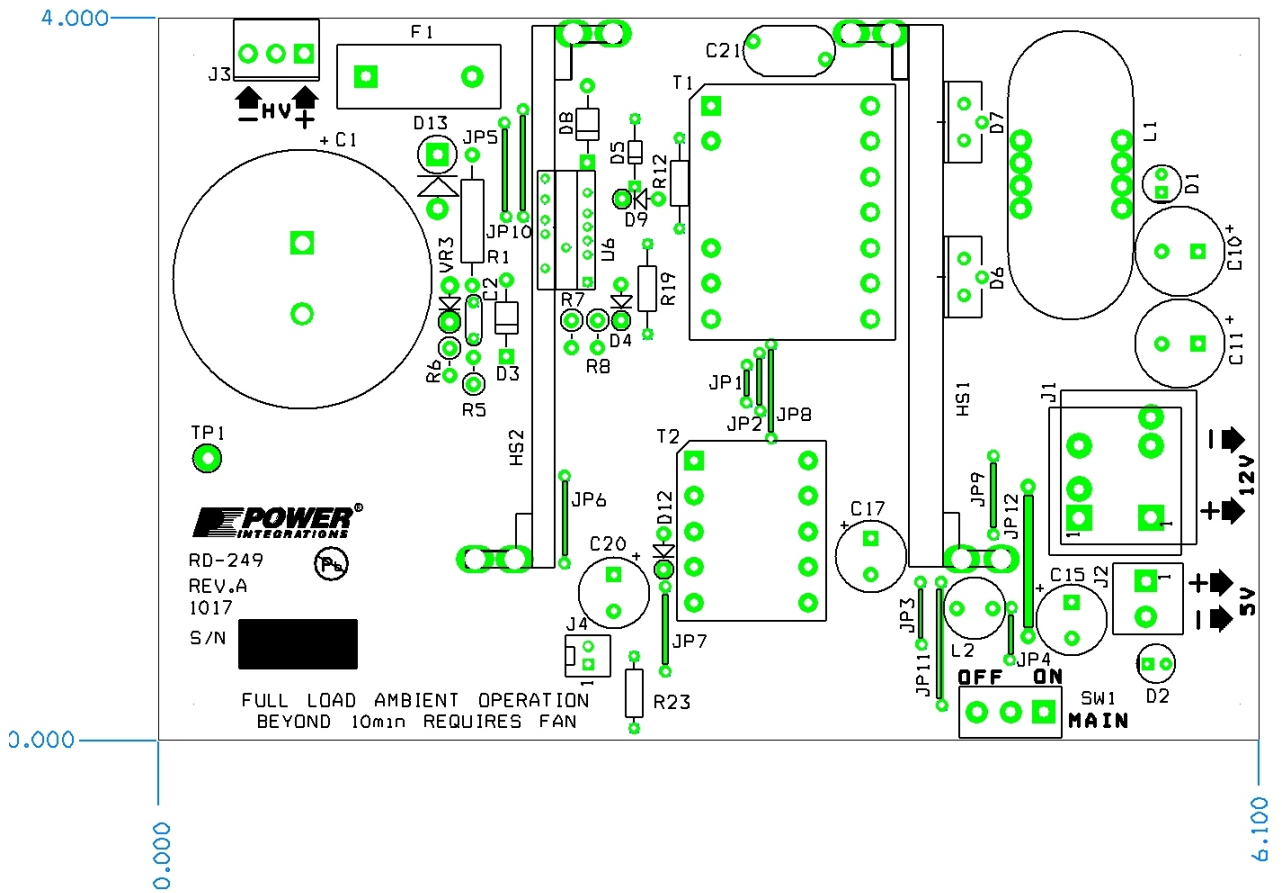 4.000
F1
C21
J3
T1
- HV +
D13
JP5
D8
D5
D7
L1
+ C1
R12
D1
D9
JP10
U6
C10 +
VR3
R1
C2
R19
D6
R7
+
C11
D4
R8
R6
D3
R5
JP1
JP2
JP8
J1
HS1
TP1
HS2
T2
- 
12V
+
JP6
D12
C17
+
JP9
JP12
1
1
POWER ®
INTEGRATIONS
RD-249
Pb
REV.A
1017
S/N
C20
+
C15
+
J2
1
+
5V
-
J4
1
JP7
JP3
L2
JP11
JP4
OFF ON
D2
R23
SW1
MAIN
FULL LOAD AMBIENT OPERATION
BEYOND 10min REQUIRES FAN
0.000
0.000
6.100